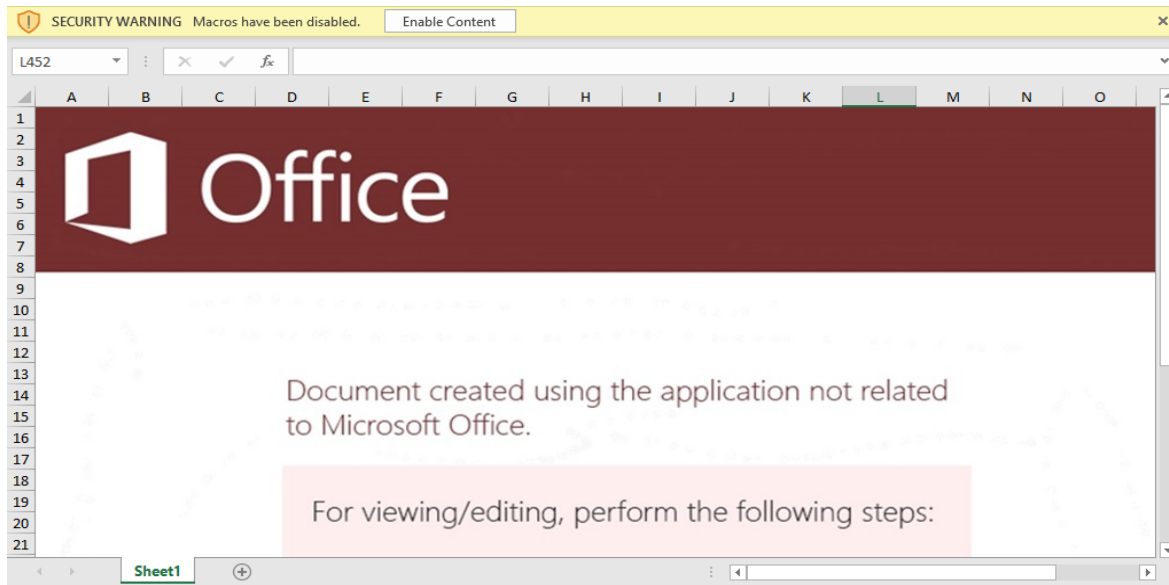 SECURITY WARNING Macros have been disabled. Enable Content
L452 fx
A B C D E F G H I J K L M N O
1
2
3
4
5
6
7
8
9
10
11
12
13
14
15
16
17
18
19
20
21
Office
Document created using the application not related
to Microsoft Office.
For viewing/editing, perform the following steps:
Sheet1